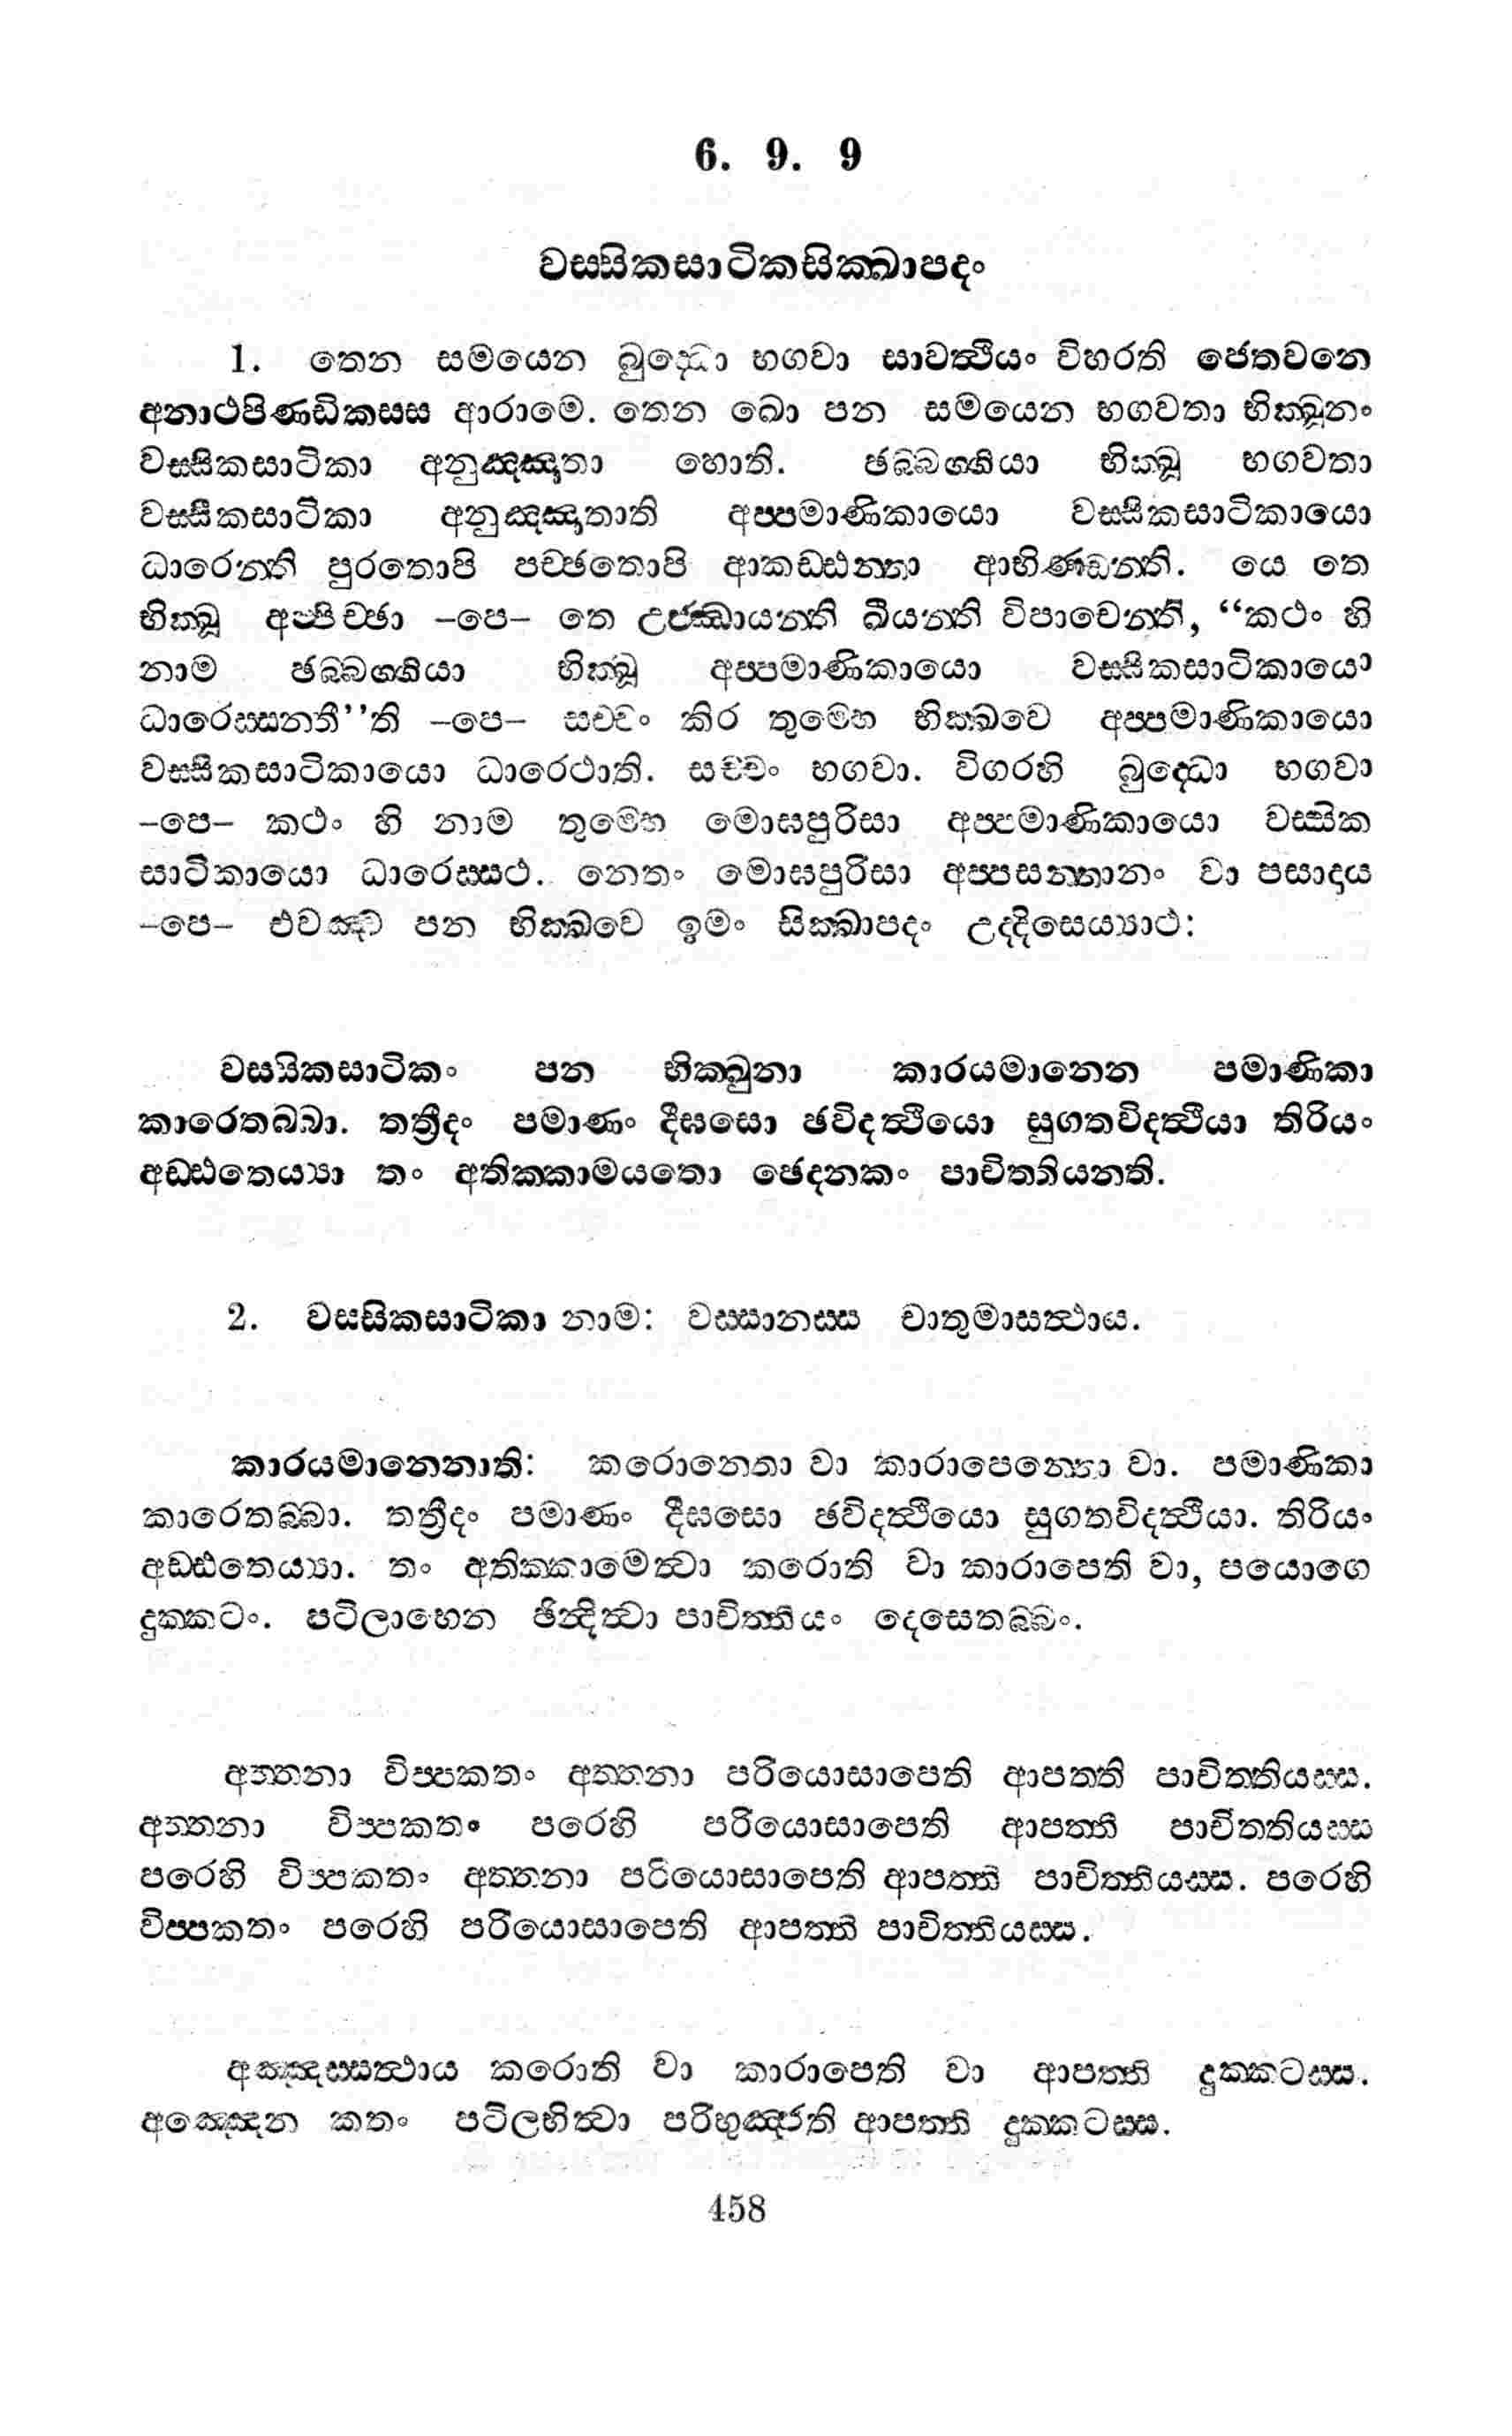 6. 9. 9
වස්සිකසාටිකසික්ඛාපදං
1. තෙන සමයෙන බුද්ධො භගවා සාවත්ථියං විහරති ජෙතවනෙ
අනාථපිණ්ඩිකස්ස ආරාමෙ. තෙන ඛො පන සමයෙන භගවතා භික්ඛූනං
වස්සිකසාටිකා අනුඤ්ඤාතා හොති. ඡබ්බග්ගියා භික්ඛූ භගවතා
වස්සිකසාටිකා අනුඤ්ඤාතාති අප්පමාණිකායො වස්සිකසාටිකායො
ධාරෙන්ති පුරතොපි පච්ඡතොපි ආකඩ්ඪන්තා ආභිණ්ඩන්ති. යෙ තෙ
භික්ඛූ අප්පිච්ඡා –පෙ– තෙ උජ්ඣායන්ති ඛීයන්ති විපාචෙන්ති, “කථං හි
නාම ඡබ්බග්ගියා භික්ඛූ අප්පමාණිකායො වස්සිකසාටිකායො
ධාරෙස්සන්තී’’ති –පෙ– සච්චං කිර තුම්හෙ භික්ඛවෙ අප්පමාණිකායො
වස්සිකසාටිකායො ධාරෙථාති. සච්චං භගවා. විගරහි බුද්ධො භගවා
–පෙ– කථං හි නාම තුම්හෙ මොඝපුරිසා අප්පමාණිකායො වස්සික
සාටිකායො ධාරෙස්සථ. නෙතං මොඝපුරිසා අප්පසන්නානං වා පසාදාය
–පෙ– එවඤ්ච පන භික්ඛවෙ ඉමං සික්ඛාපදං උද්දිසෙය්‍යාථ:
වස්සිකසාටිකං පන භික්ඛුනා කාරයමානෙන පමාණිකා
කාරෙතබ්බා. තත්‍රිදං පමාණං දීඝසො ඡවිදත්ථියො සුගතවිදත්ථියා තිරියං
අඩ්ඪතෙය්‍යා තං අතික්කාමයතො ඡෙදනකං පාචිත්තියන්ති.
2. වස්සිකසාටිකා නාම: වස්සානස්ස චාතුමාසත්ථාය.
කාරයමානෙනාති: කරොන්තො වා කාරාපෙන්තො වා. පමාණිකා
කාරෙතබ්බා. තත්‍රිදං පමාණං දීඝසො ඡවිදත්ථියො සුගතවිදත්ථියා. තිරියං
අඩ්ඪතෙය්‍යා. තං අතික්කාමෙත්වා කරොති වා කාරාපෙති වා, පයොගෙ
දුක්කටං. පටිලාභෙන ඡින්දිත්වා පාචිත්තියං දෙසෙතබ්බං.
අත්තනා විප්පකතං අත්තනා පරියොසාපෙති ආපත්ති පාචිත්තියස්ස.
අත්තනා විප්පකතං පරෙහි පරියොසාපෙති ආපත්ති පාචිත්තියස්ස
පරෙහි විප්පකතං අත්තනා පරියොසාපෙති ආපත්ති පාචිත්තියස්ස. පරෙහි
විප්පකතං පරෙහි පරියොසාපෙති ආපත්ති පාචිත්තියස්ස.
අඤ්ඤස්සත්ථාය කරොති වා කාරාපෙති වා ආපත්ති දුක්කටස්ස.
අඤ්ඤෙන කතං පටිලභිත්වා පරිභුඤ්ජති ආපත්ති දුක්කටස්ස.
458